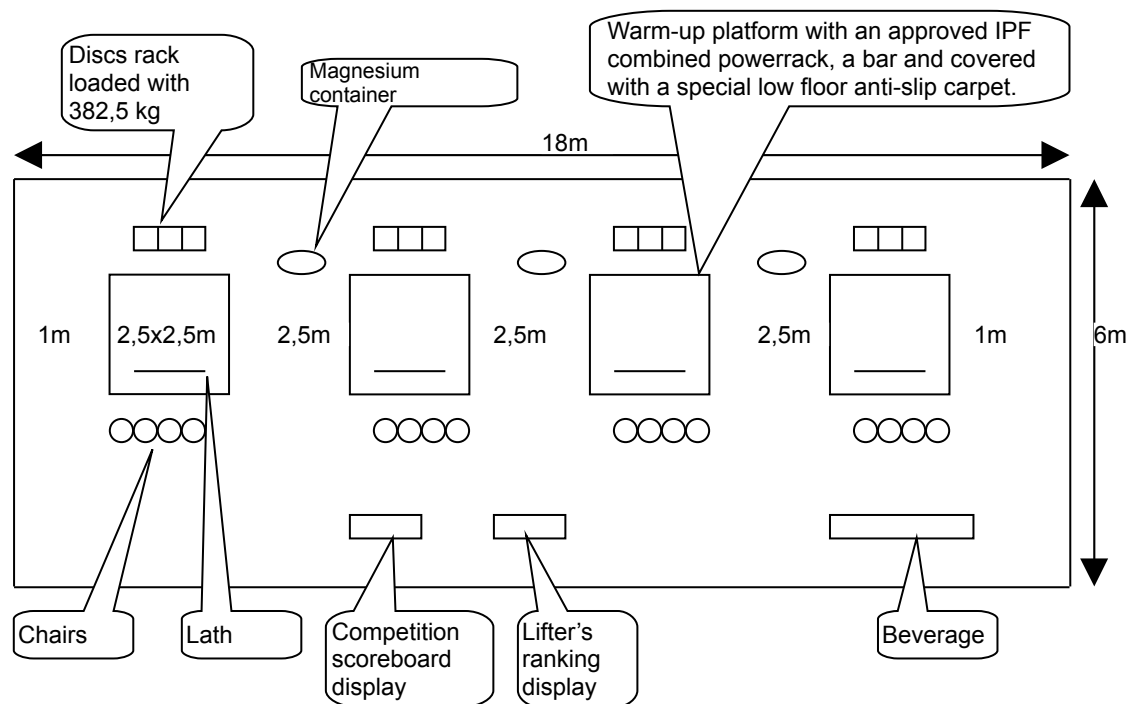 Discs rack
loaded with
382,5 kg
Magnesium
container
Warm-up platform with an approved IPF
combined powerrack, a bar and covered
with a special low floor anti-slip carpet.
18m
1m
2,5x2,5m
2,5m
2,5m
2,5m
1m
6m
Chairs
Lath
Competition
scoreboard
display
Lifter’s
ranking
display
Beverage